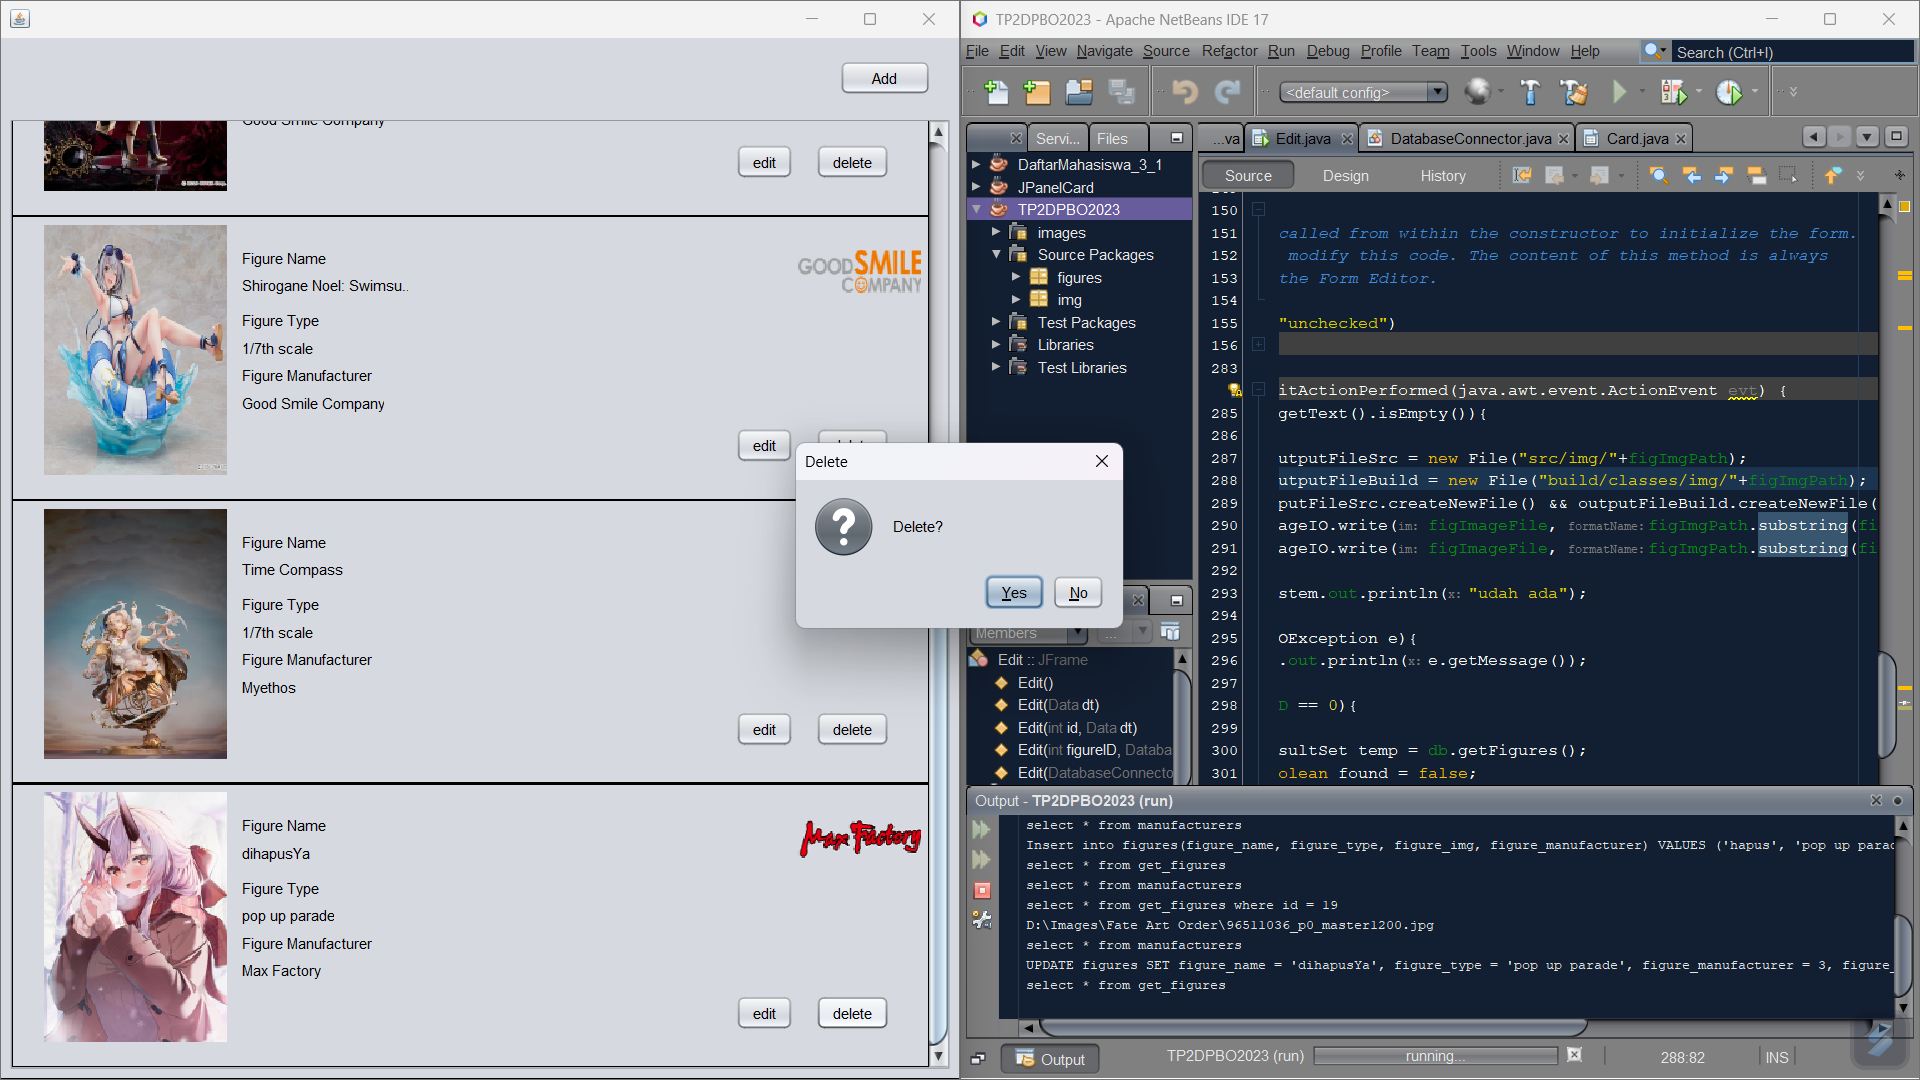 Add
Good Smile Company
edit
delete
Figure Name
Shirogane Noel: Swimsu..
Figure Type
1/7th scale
Figure Manufacturer
Good Smile Company
GOOD SMILE
COMPANY
edit
Figure Name
Time Compass
Figure Type
1/7th scale
Figure Manufacturer
Myethos
edit
delete
Figure Name
dihapusYa
Figure Type
pop up parade
Figure Manufacturer
Max Factory
Max Factory
edit
delete
Delete
Delete?
Yes
No
TP2DPBO2023 - Apache NetBeans IDE 17
File Edit View Navigate Source Refactor Run Debug Profile Team Tools Window Help
Search (Ctrl+I)
<default config>
Servi...
Files
...va
Edit.java
DatabaseConnector.java
Card.java
Source
Design
History
DaftarMahasiswa_3_1
JPanelCard
TP2DPBO2023
images
Source Packages
figures
img
Test Packages
Libraries
Test Libraries
150
151 called from within the constructor to initialize the form.
152 modify this code. The content of this method is always
153 the Form Editor.
154
155 "unchecked")
156
283
itActionPerformed(java.awt.event.ActionEvent evt) {
285 getText().isEmpty()){
286
287 utputFileSrc = new File("src/img/"+figImgPath);
288 utputFileBuild = new File("build/classes/img/"+figImgPath);
289 putFileSrc.createNewFile() && outputFileBuild.createNewFile(
290 ageIO.write(im: figImageFile, formatName: figImgPath.substring(fi
291 ageIO.write(im: figImageFile, formatName: figImgPath.substring(fi
292
293 stem.out.println(x: "udah ada");
294
295 OException e){
296 .out.println(x: e.getMessage());
297
298 D == 0){
299
300 sultSet temp = db.getFigures();
301 olean found = false;
Members
...
Edit :: JFrame
Edit()
Edit(Data dt)
Edit(int id, Data dt)
Edit(int figureID, Databa
Edit(DatabaseConnecto
Output - TP2DPBO2023 (run)
select * from manufacturers
Insert into figures(figure_name, figure_type, figure_img, figure_manufacturer) VALUES ('hapus', 'pop up parad
select * from get_figures
select * from manufacturers
select * from get_figures where id = 19
D:\Images\Fate Art Order\96511036_p0_master1200.jpg
select * from manufacturers
UPDATE figures SET figure_name = 'dihapusYa', figure_type = 'pop up parade', figure_manufacturer = 3, figure_
select * from get_figures
Output
TP2DPBO2023 (run)
running...
288:82
INS